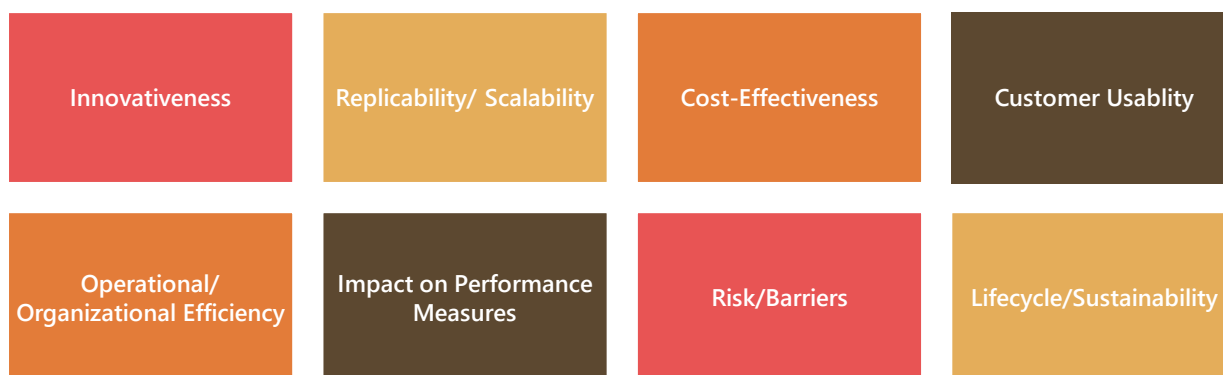 Innovativeness
Replicability/ Scalability
Cost-Effectiveness
Customer Usablity
Operational/
Organizational Efficiency
Impact on Performance
Measures
Risk/Barriers
Lifecycle/Sustainability